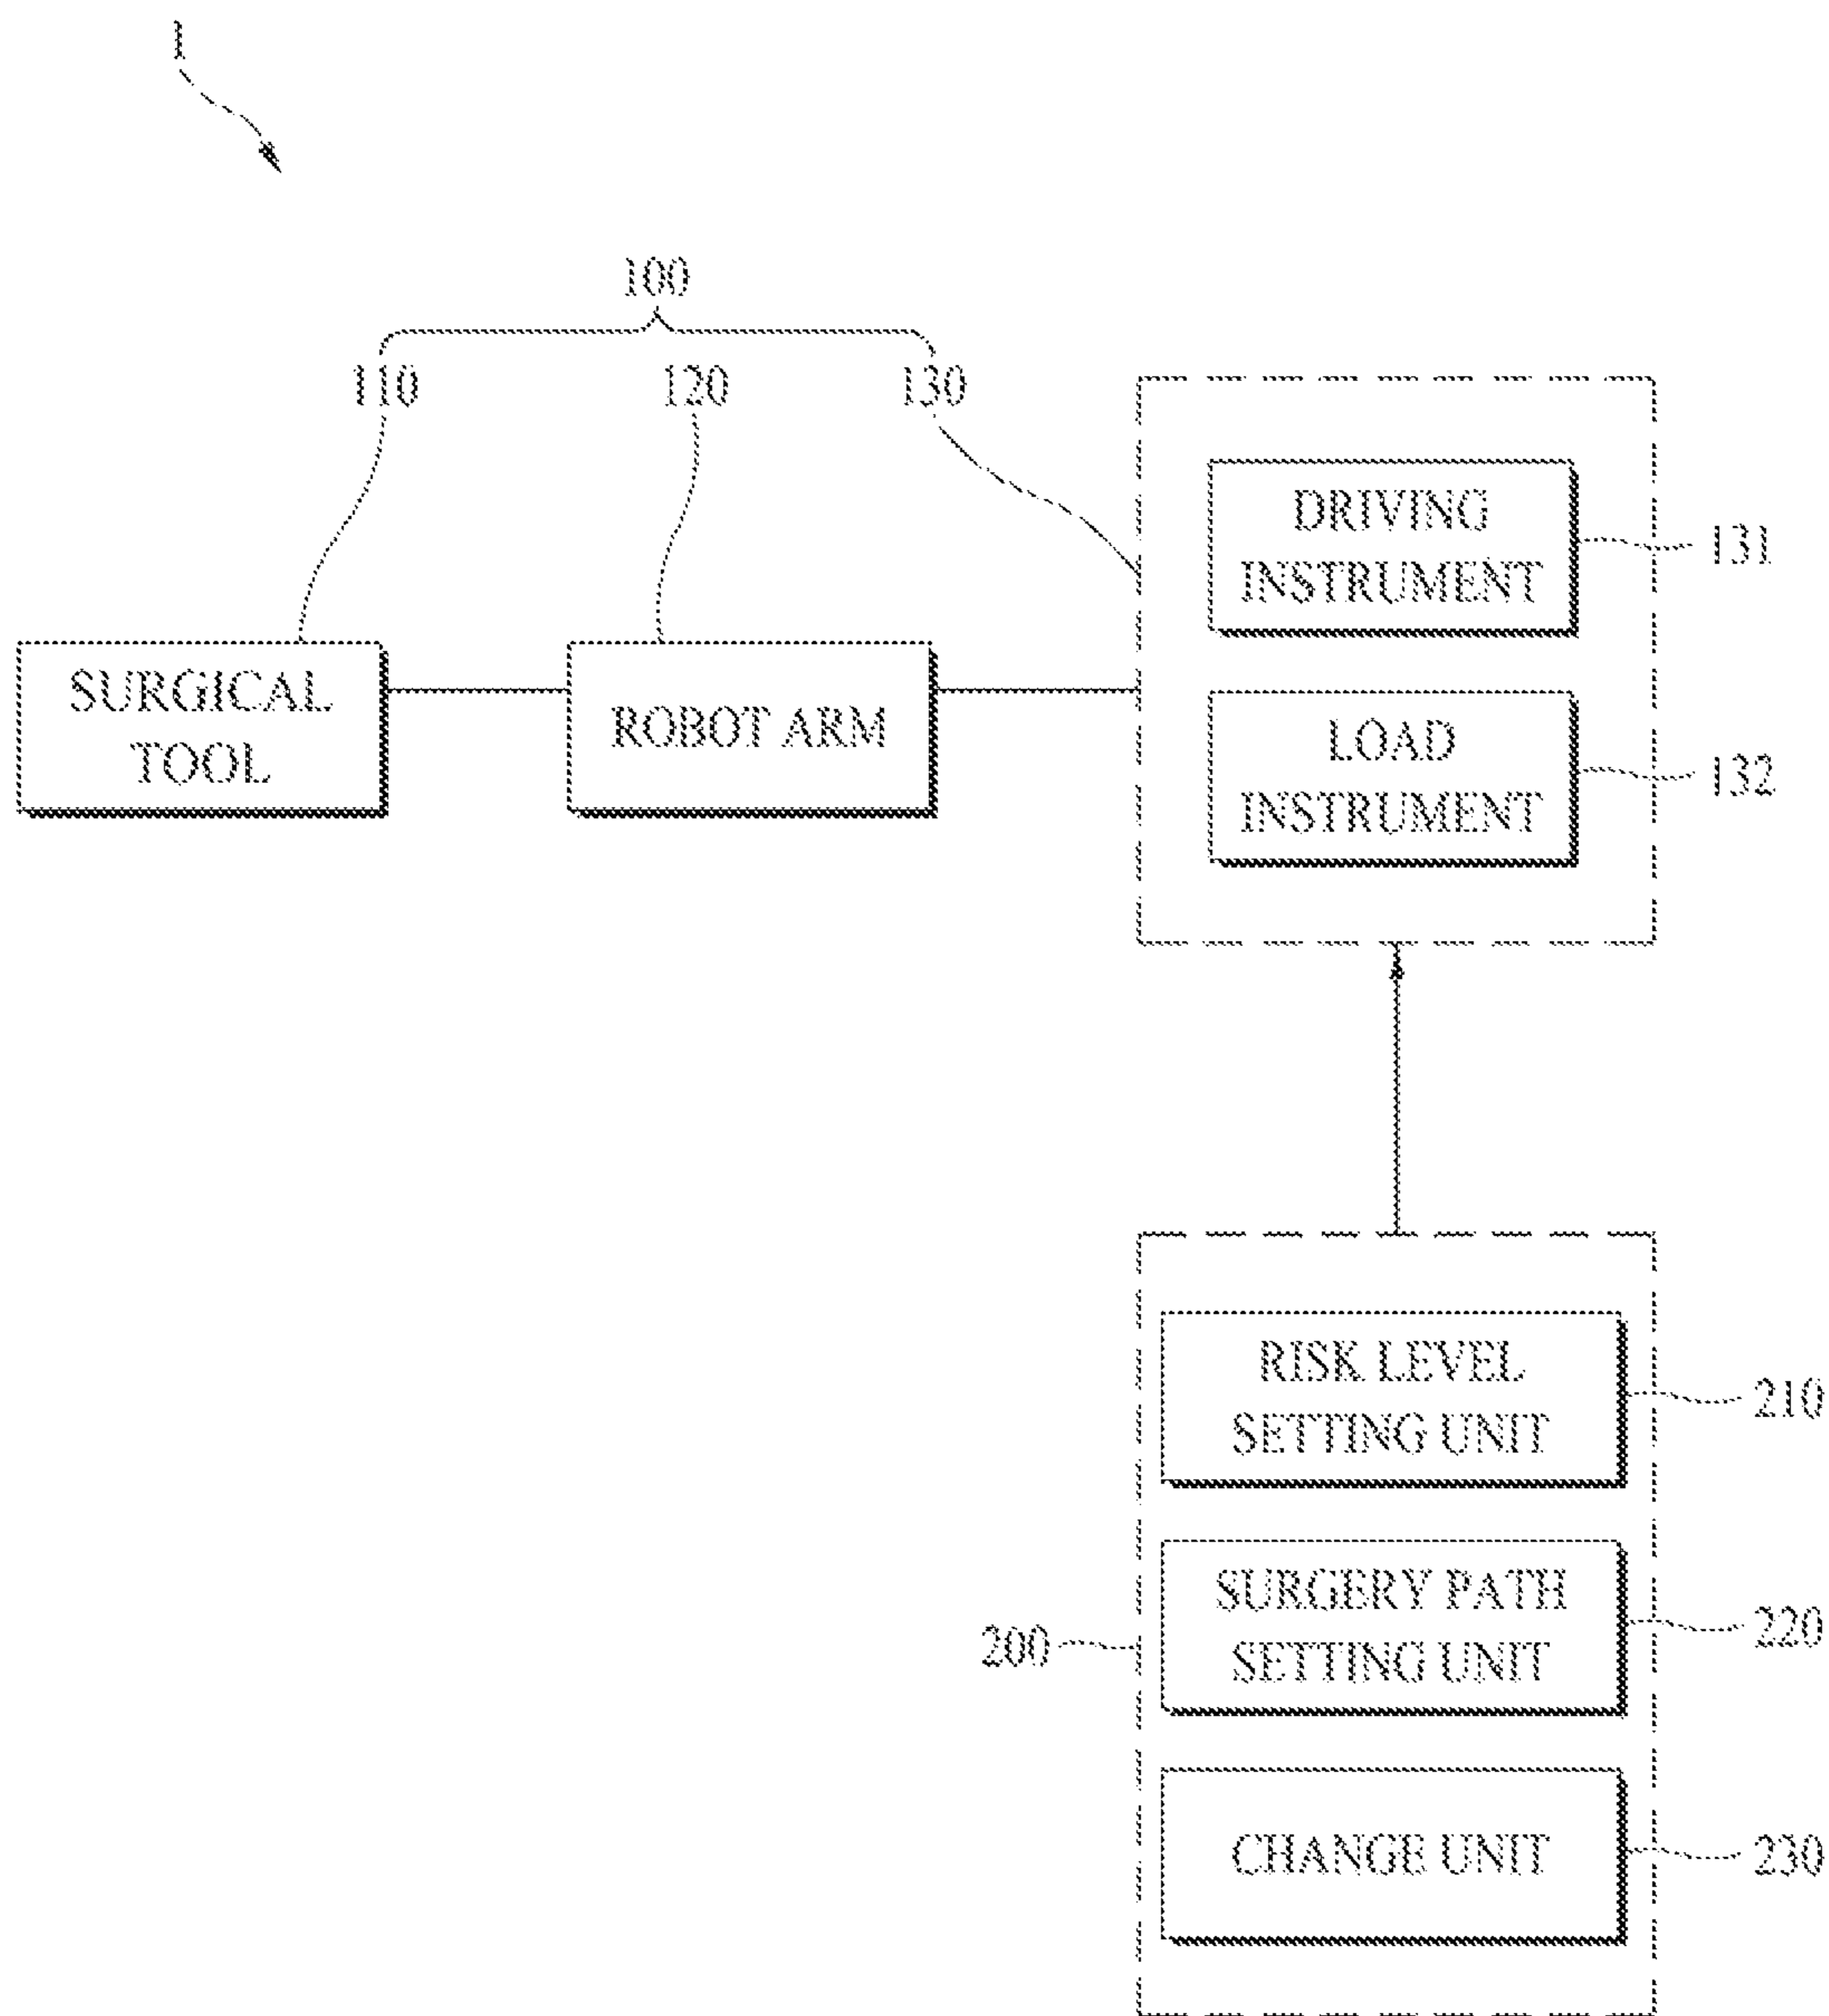 1
100
110 120 130
DRIVING
INSTRUMENT
131
SURGICAL
TOOL
ROBOT ARM
LOAD
INSTRUMENT
132
RISK LEVEL
SETTING UNIT
210
200
SURGERY PATH
SETTING UNIT
220
CHANGE UNIT
230